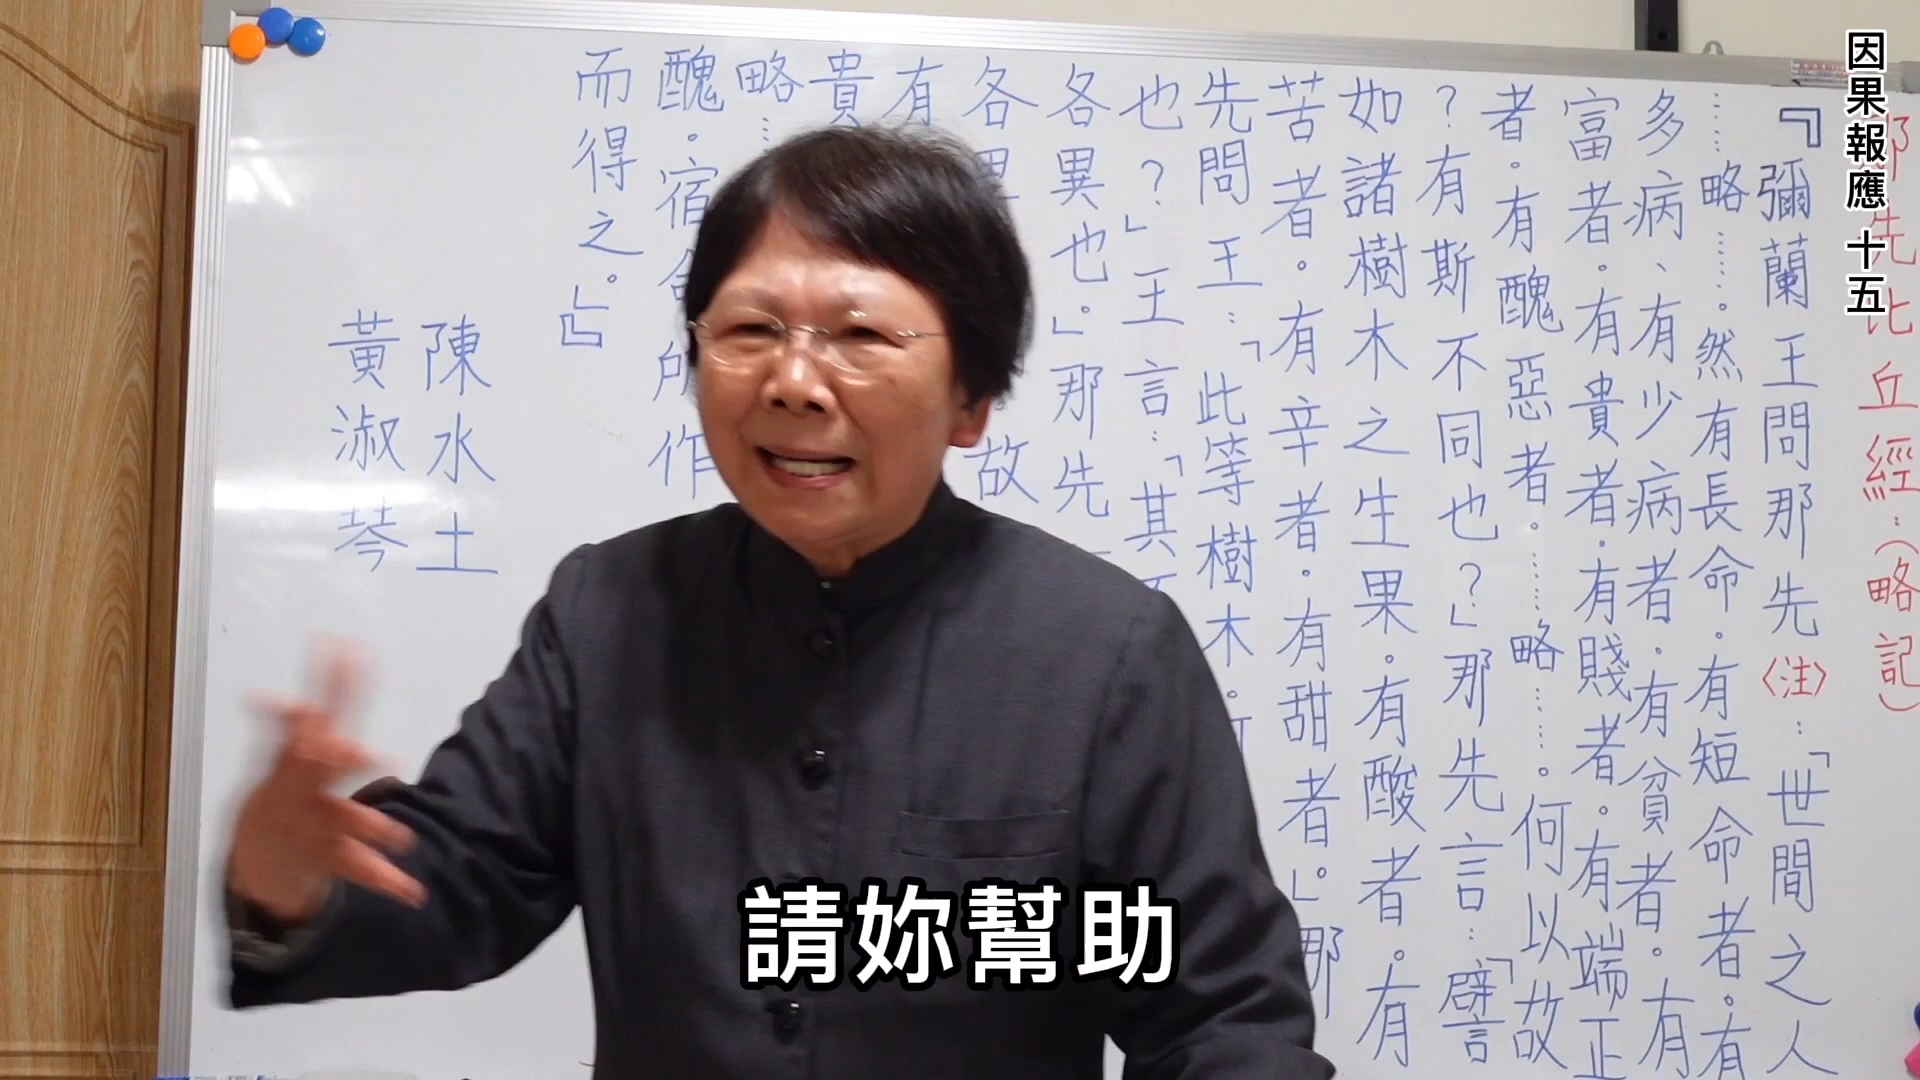 因果報應 十五
那先比丘經：（略記）
『彌蘭王問那先〈注〉：「世間之人
……略……。然有長命．有短命者．有
多病、有少病者．有貧者．有
富者．有貴者．有賤者．有端正
者．有醜惡者．……略……。何以故
？有斯不同也？」那先言：「譬
如諸樹木之生果．有酸者．有
苦者．有辛者．有甜者。」那
先問王：「此等樹木．
也？」王言：「其
各異也。」那先
各 故
有
貴
略…
醜．宿 所作
而得之。』
陳水土
黃淑琴
請妳幫助